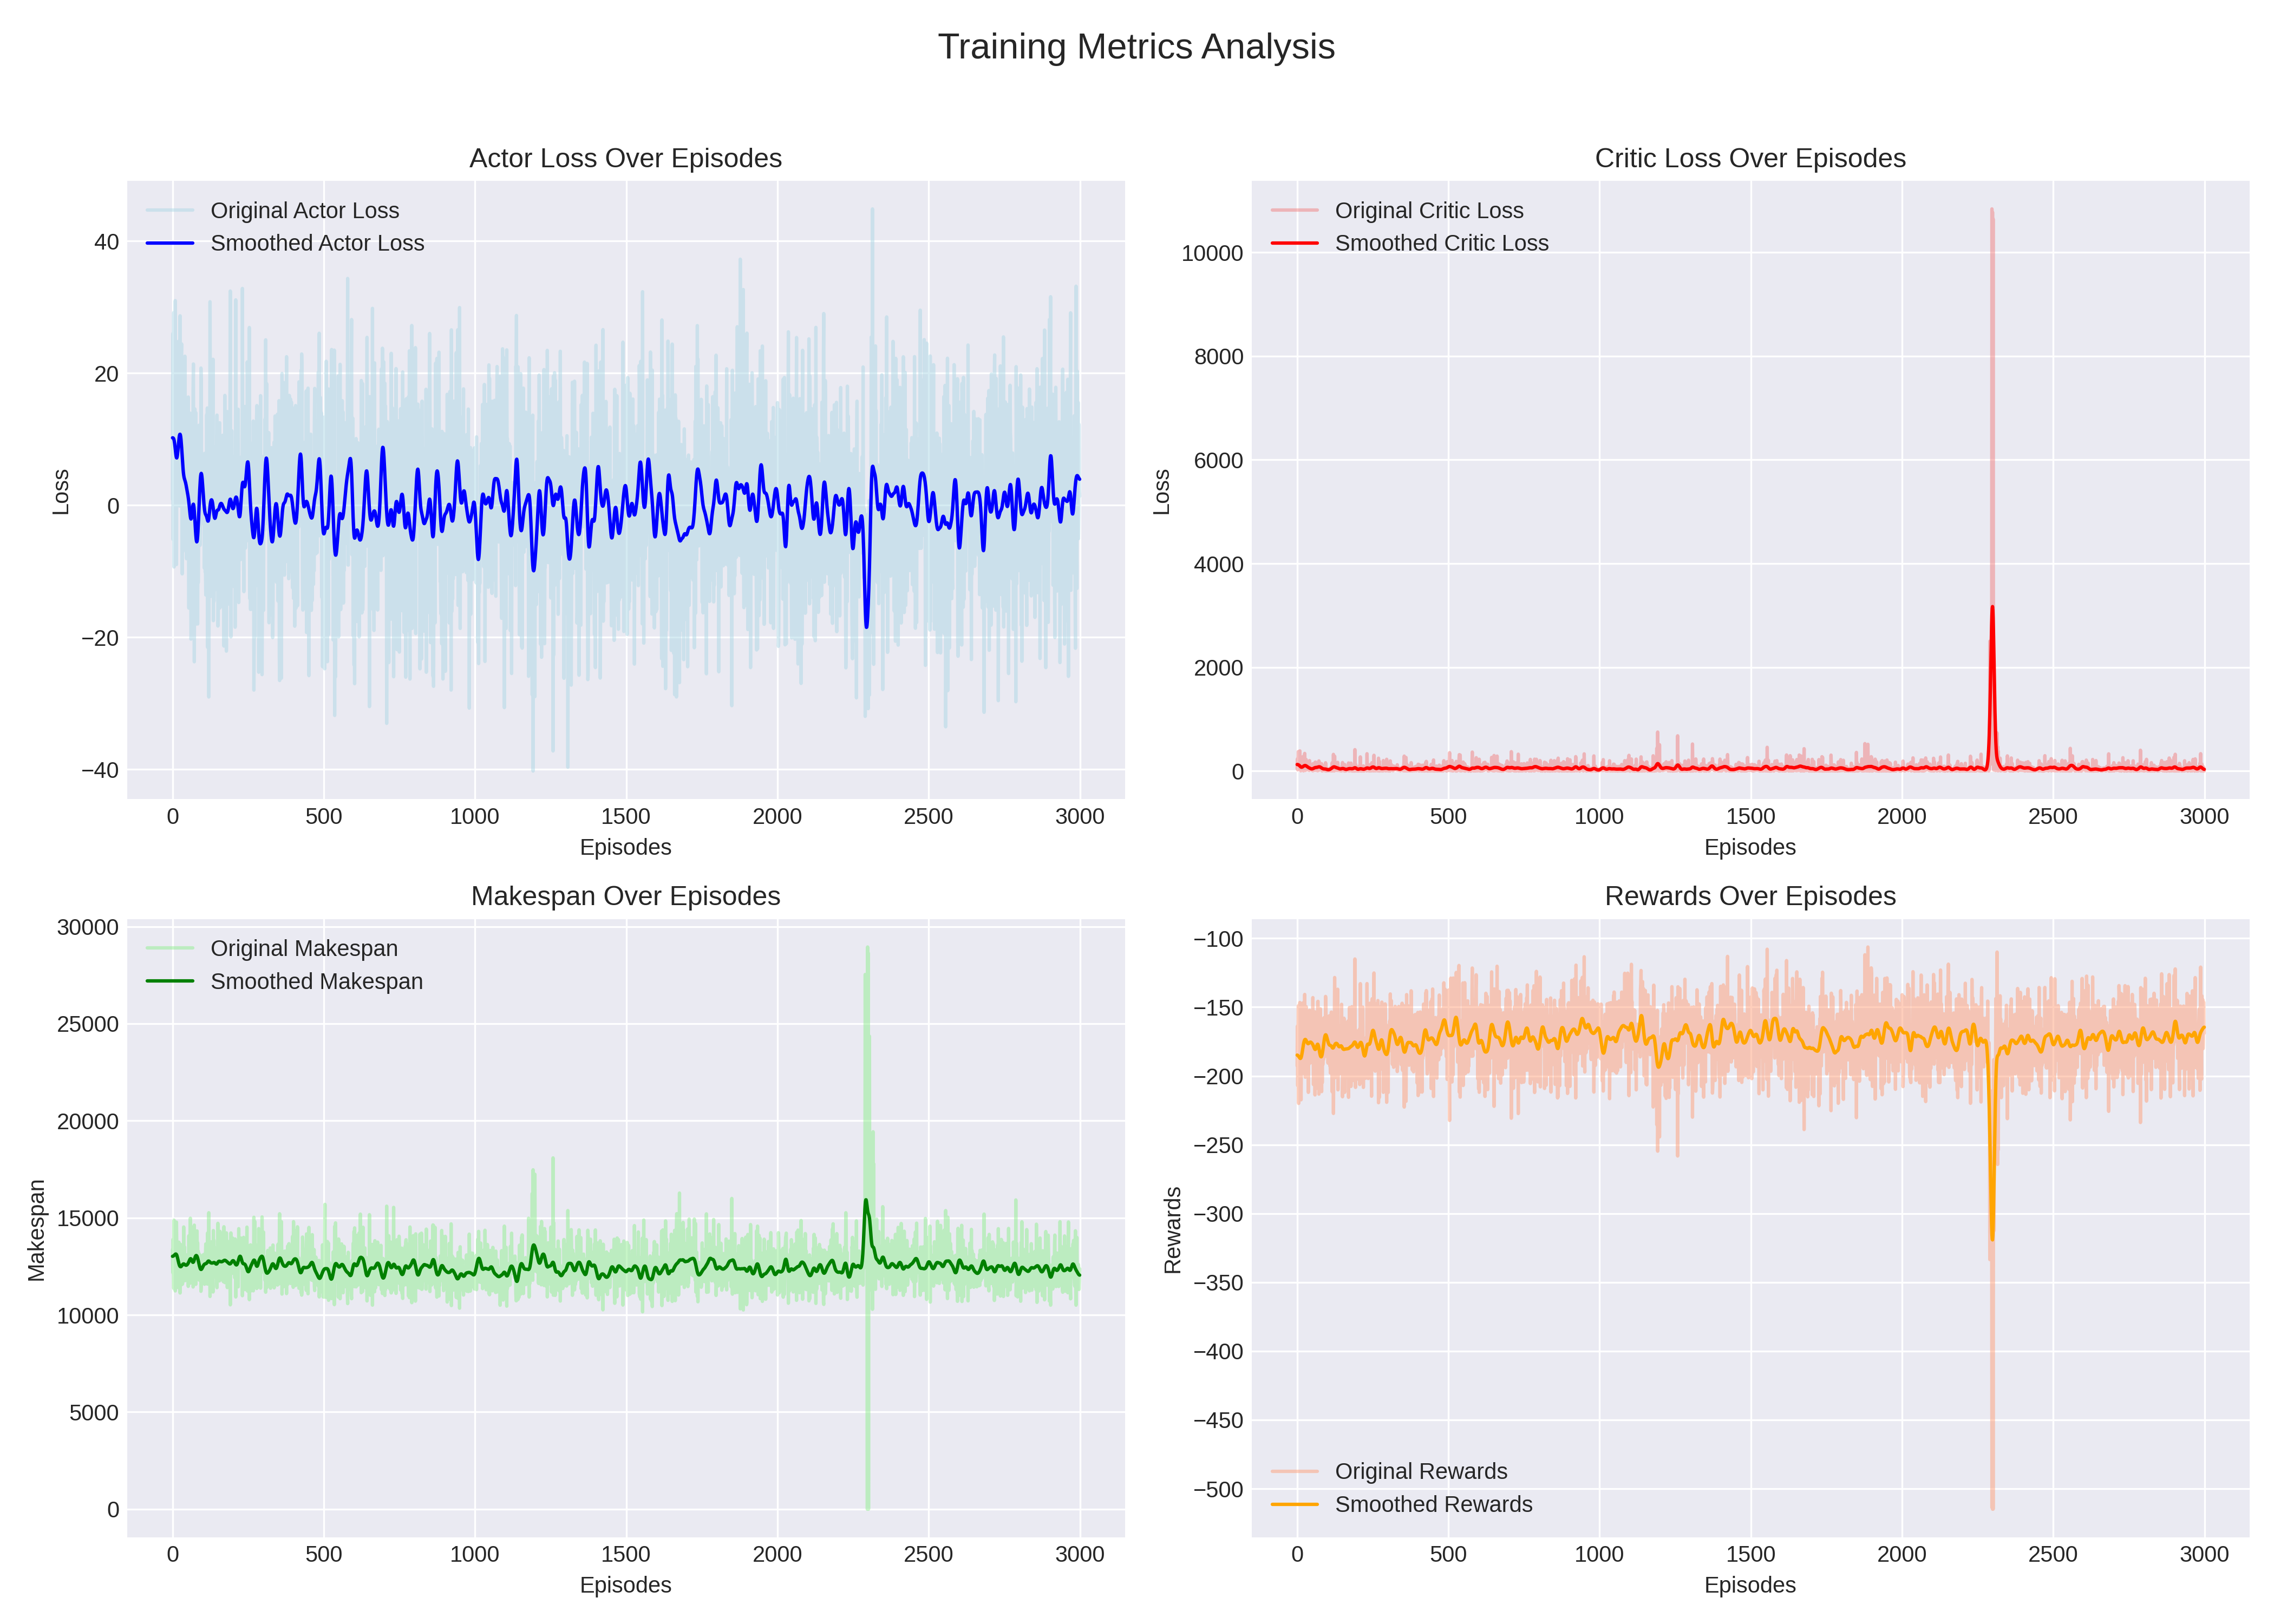 Training Metrics Analysis
Actor Loss Over Episodes
Original Actor Loss
Smoothed Actor Loss
40
20
0
−20
−40
Loss
0
500
1000
1500
2000
2500
3000
Episodes
Critic Loss Over Episodes
Original Critic Loss
Smoothed Critic Loss
10000
8000
6000
4000
2000
0
Loss
0
500
1000
1500
2000
2500
3000
Episodes
Makespan Over Episodes
Original Makespan
Smoothed Makespan
30000
25000
20000
15000
10000
5000
0
Makespan
0
500
1000
1500
2000
2500
3000
Episodes
Rewards Over Episodes
−100
−150
−200
−250
−300
−350
−400
−450
−500
Rewards
Original Rewards
Smoothed Rewards
0
500
1000
1500
2000
2500
3000
Episodes